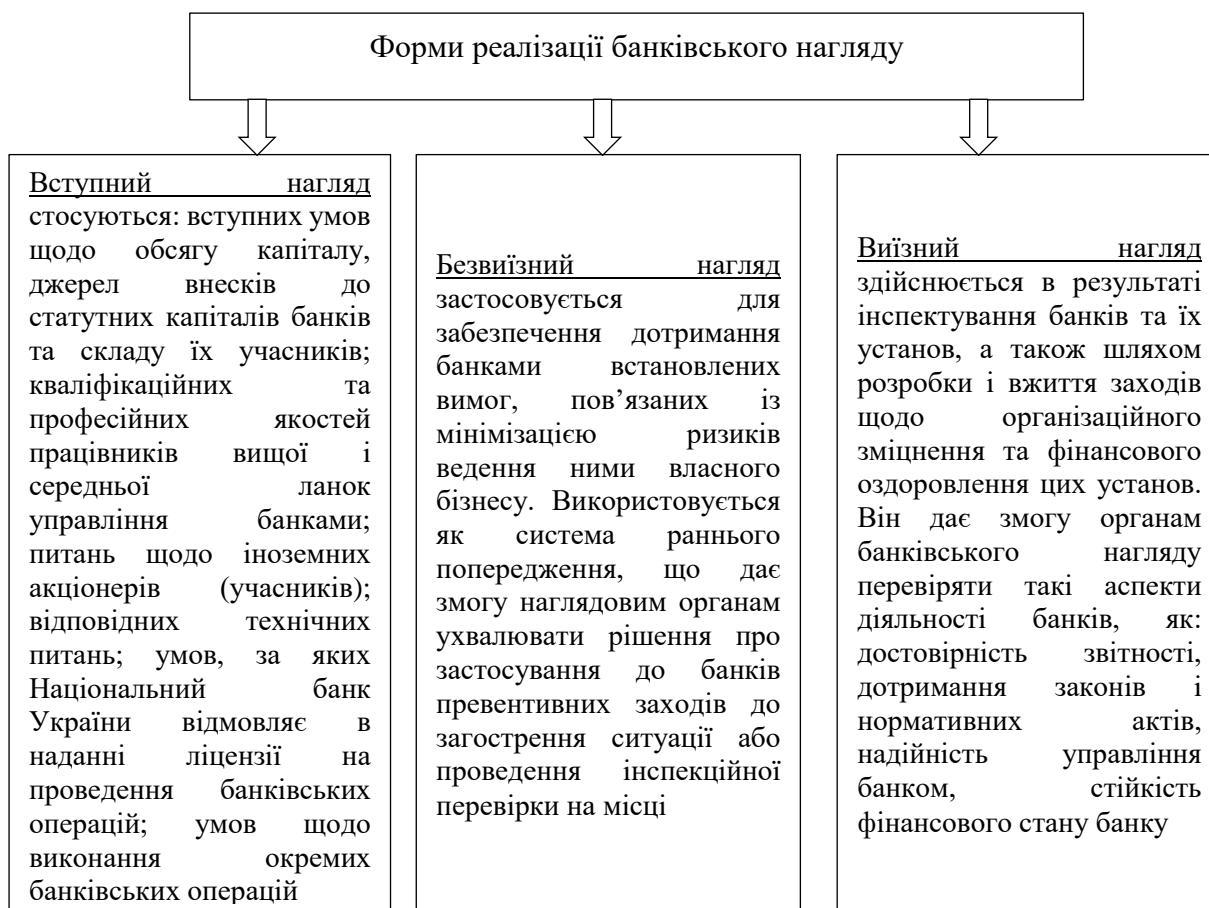 Форми реалізації банківського нагляду
Вступний нагляд
стосуються: вступних умов
щодо обсягу капіталу,
джерел внесків до
статутних капіталів банків
та складу їх учасників;
кваліфікаційних та
професійних якостей
працівників вищої і
середньої ланок
управління банками;
питань щодо іноземних
акціонерів (учасників);
відповідних технічних
питань; умов, за яких
Національний банк
України відмовляє в
наданні ліцензії на
проведення банківських
операцій; умов щодо
виконання окремих
банківських операцій
Безвиїзний нагляд
застосовується для
забезпечення дотримання
банками встановлених
вимог, пов’язаних із
мінімізацією ризиків
ведення ними власного
бізнесу. Використовується
як система раннього
попередження, що дає
змогу наглядовим органам
ухвалювати рішення про
застосування до банків
превентивних заходів до
загострення ситуації або
проведення інспекційної
перевірки на місці
Виїзний нагляд
здійснюється в результаті
інспектування банків та їх
установ, а також шляхом
розробки і вжиття заходів
щодо організаційного
зміцнення та фінансового
оздоровлення цих установ.
Він дає змогу органам
банківського нагляду
перевіряти такі аспекти
діяльності банків, як:
достовірність звітності,
дотримання законів і
нормативних актів,
надійність управління
банком, стійкість
фінансового стану банку